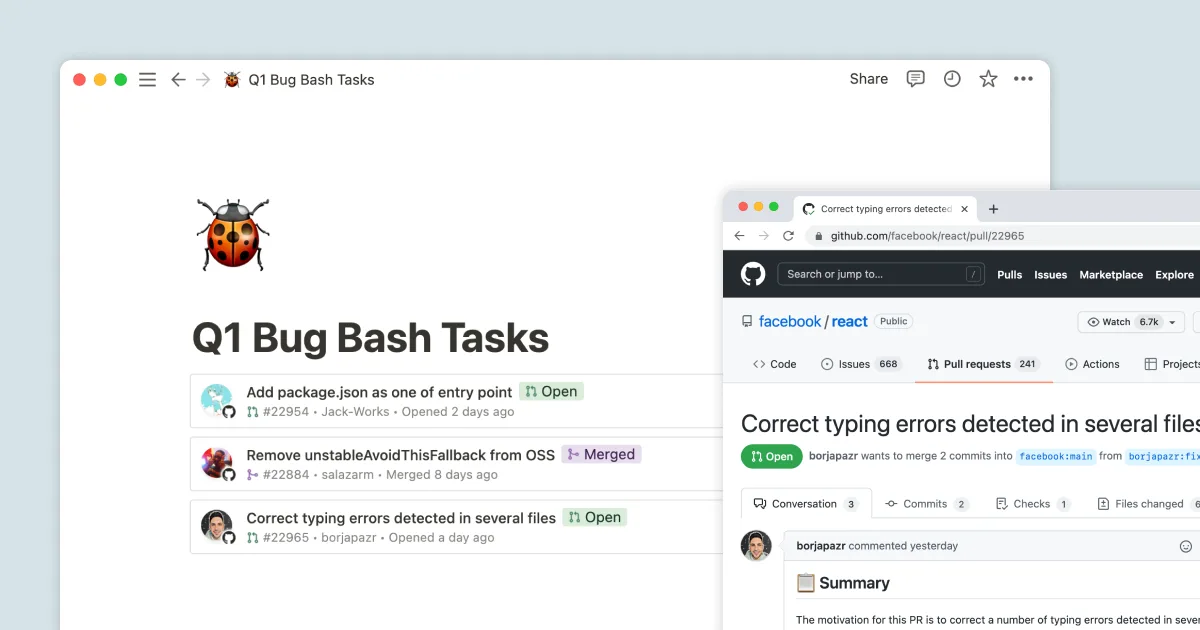 Q1 Bug Bash Tasks
Share
Q1 Bug Bash Tasks
Add package.json as one of entry point Open
#22954 • Jack-Works • Opened 2 days ago
Remove unstableAvoidThisFallback from OSS Merged
#22884 • salazarm • Merged 8 days ago
Correct typing errors detected in several files Open
#22965 • borjapazr • Opened a day ago
Correct typing errors detected
github.com/facebook/react/pull/22965
Search or jump to... / Pulls Issues Marketplace Explore
facebook / react Public Watch 6.7k
Code Issues 668 Pull requests 241 Actions Projects
Correct typing errors detected in several files
Open borjapazr wants to merge 2 commits into facebook:main from borjapazr:fix
Conversation 3 Commits 2 Checks 1 Files changed 6
borjapazr commented yesterday
Summary
The motivation for this PR is to correct a number of typing errors detected in seve